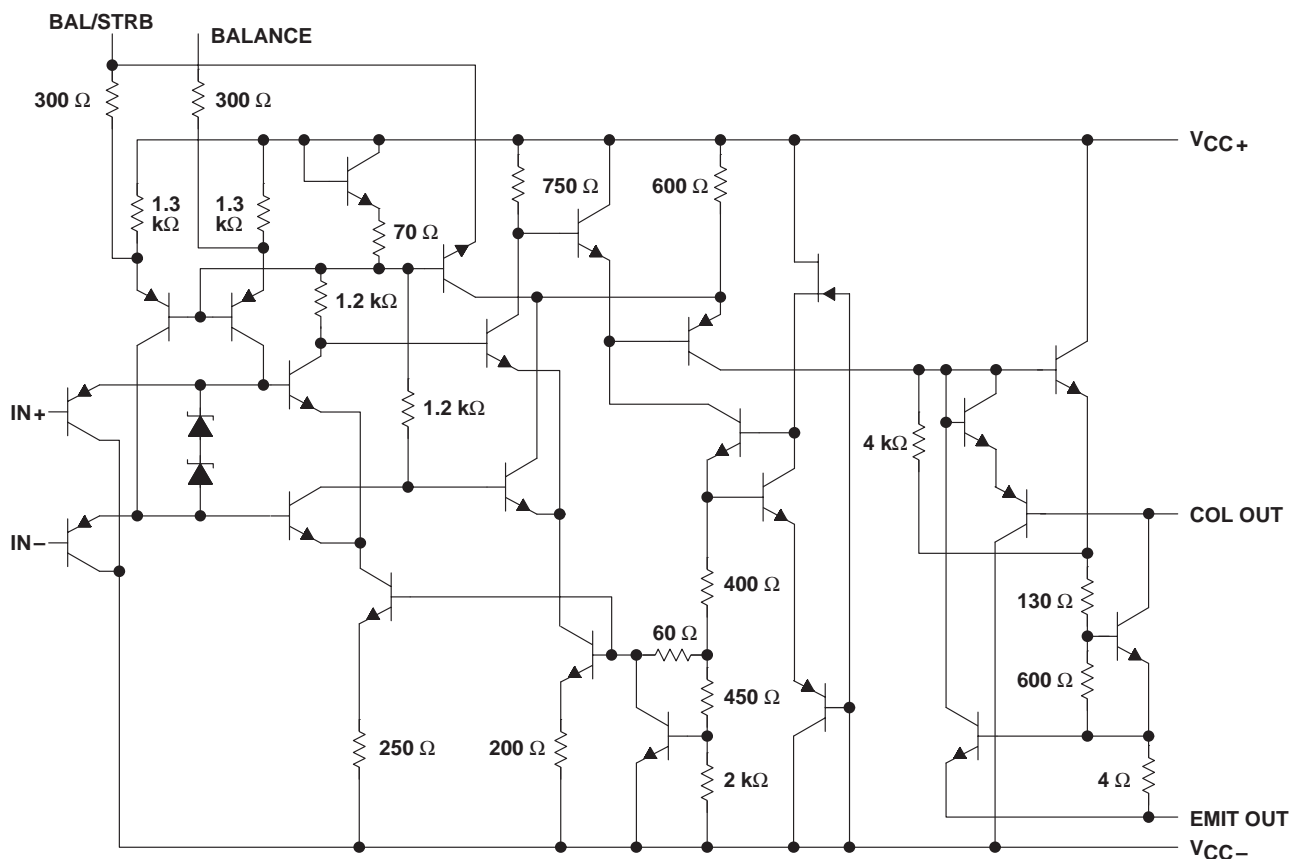 BAL/STRB
BALANCE
300 Ω
300 Ω
VCC+
1.3
kΩ
1.3
kΩ
750 Ω
600 Ω
70 Ω
1.2 kΩ
IN+
1.2 kΩ
4 kΩ
IN−
COL OUT
400 Ω
130 Ω
60 Ω
600 Ω
450 Ω
250 Ω
200 Ω
2 kΩ
4 Ω
EMIT OUT
VCC−